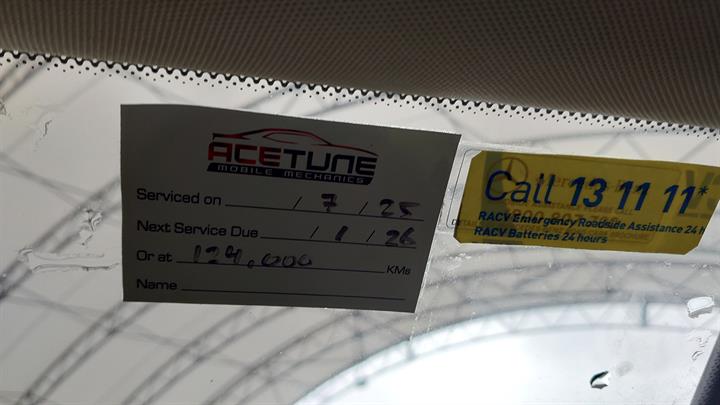 ACETUNE
MOBILE MECHANICS
Serviced on / 7 / 25
Next Service Due / 1 / 26
Or at 124,000 KMs
Name
Call 13 11 11*
RACV Emergency Roadside Assistance 24 h
RACV Batteries 24 hours